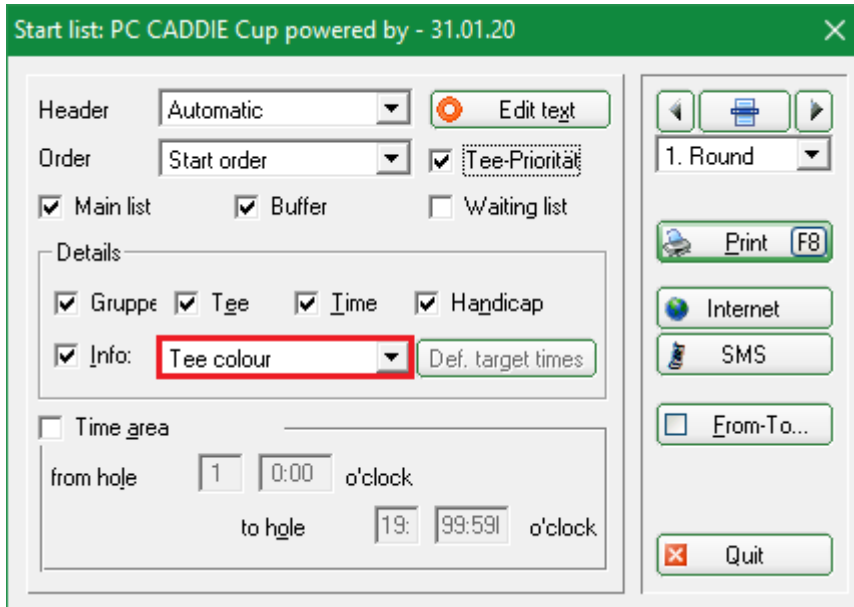 Start list: PC CADDIE Cup powered by - 31.01.20
Header Automatic Edit text
Order Start order Tee-Priorität
Main list Buffer Waiting list
Details
Gruppe Tee Time Handicap
Info: Tee colour Def. target times
Time area
from hole 1 0:00 o'clock
to hole 19: 99:59 o'clock
1. Round
Print F8
Internet
SMS
From-To...
Quit